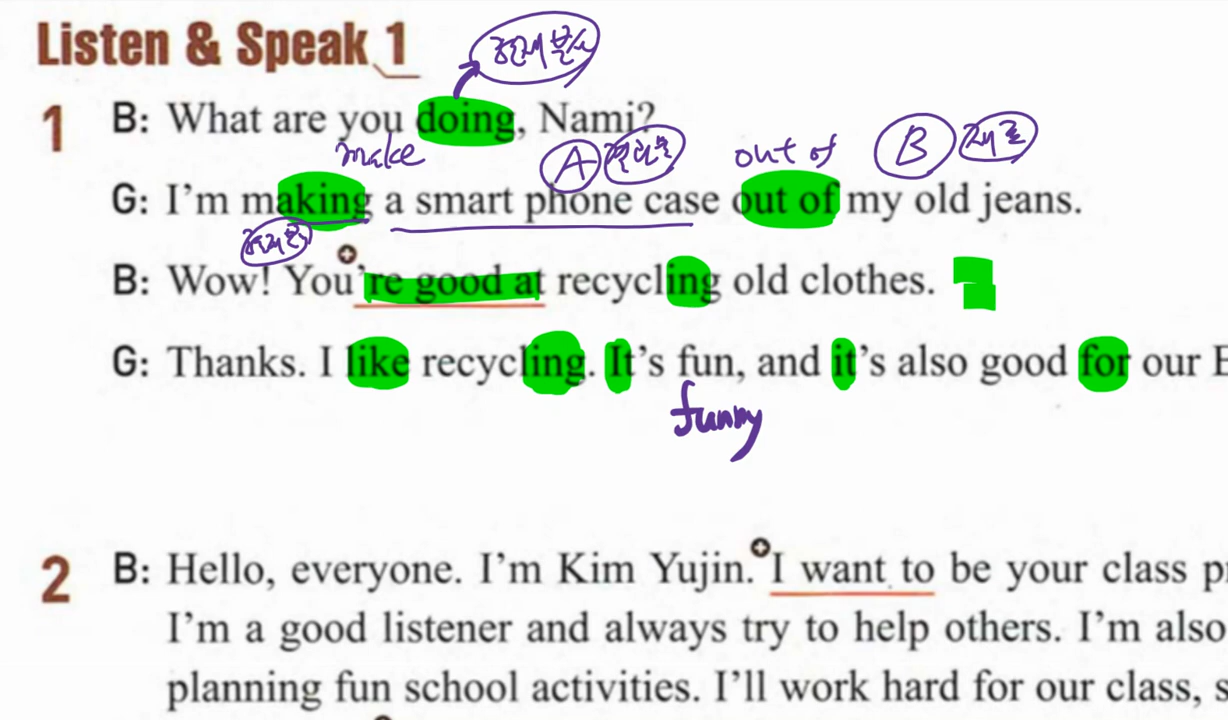 Listen & Speak 1
현재 분사
1 B: What are you doing, Nami?
make A 결과물 out of B 재료
G: I'm making a smart phone case out of my old jeans.
현재분사
B: Wow! You're good at recycling old clothes.
G: Thanks. I like recycling. It's fun, and it's also good for our E
funny
2 B: Hello, everyone. I'm Kim Yujin. I want to be your class pr
I'm a good listener and always try to help others. I'm also
planning fun school activities. I'll work hard for our class, s